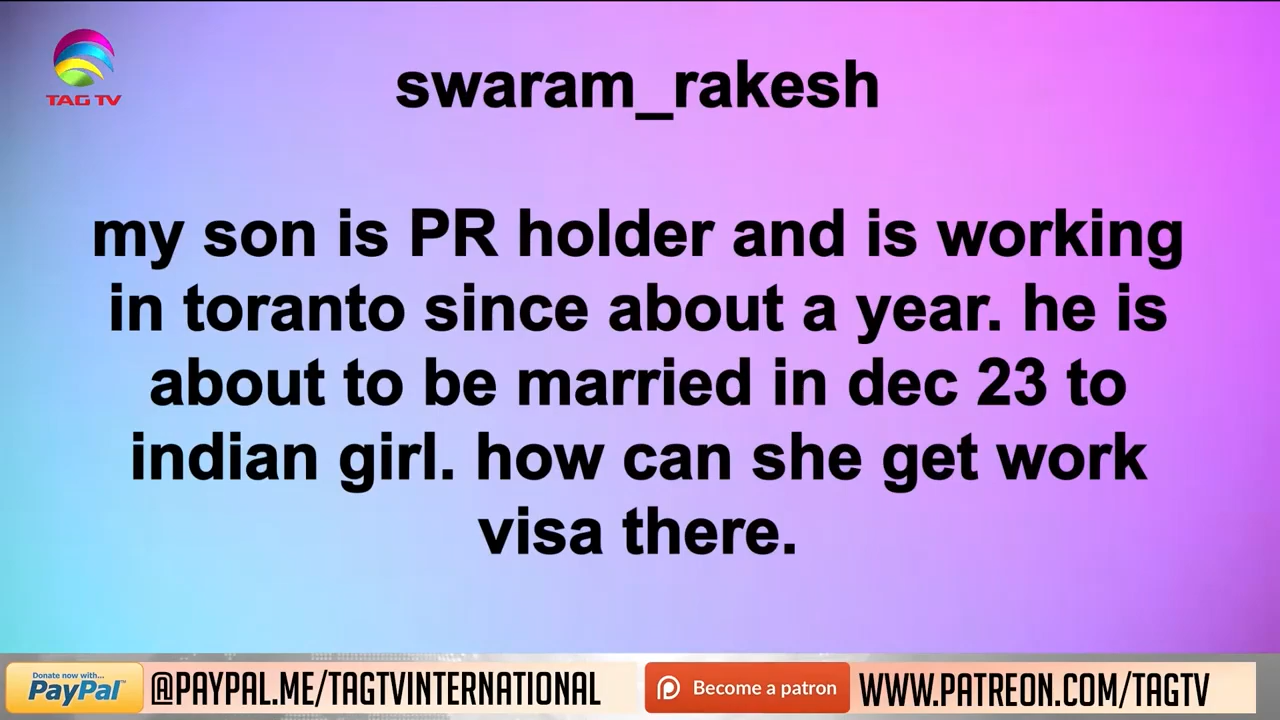 TAG TV
swaram_rakesh
my son is PR holder and is working
in toranto since about a year. he is
about to be married in dec 23 to
indian girl. how can she get work
visa there.
Donate now with...
PayPal™
@PAYPAL.ME/TAGTVINTERNATIONAL
Become a patron
WWW.PATREON.COM/TAGTV